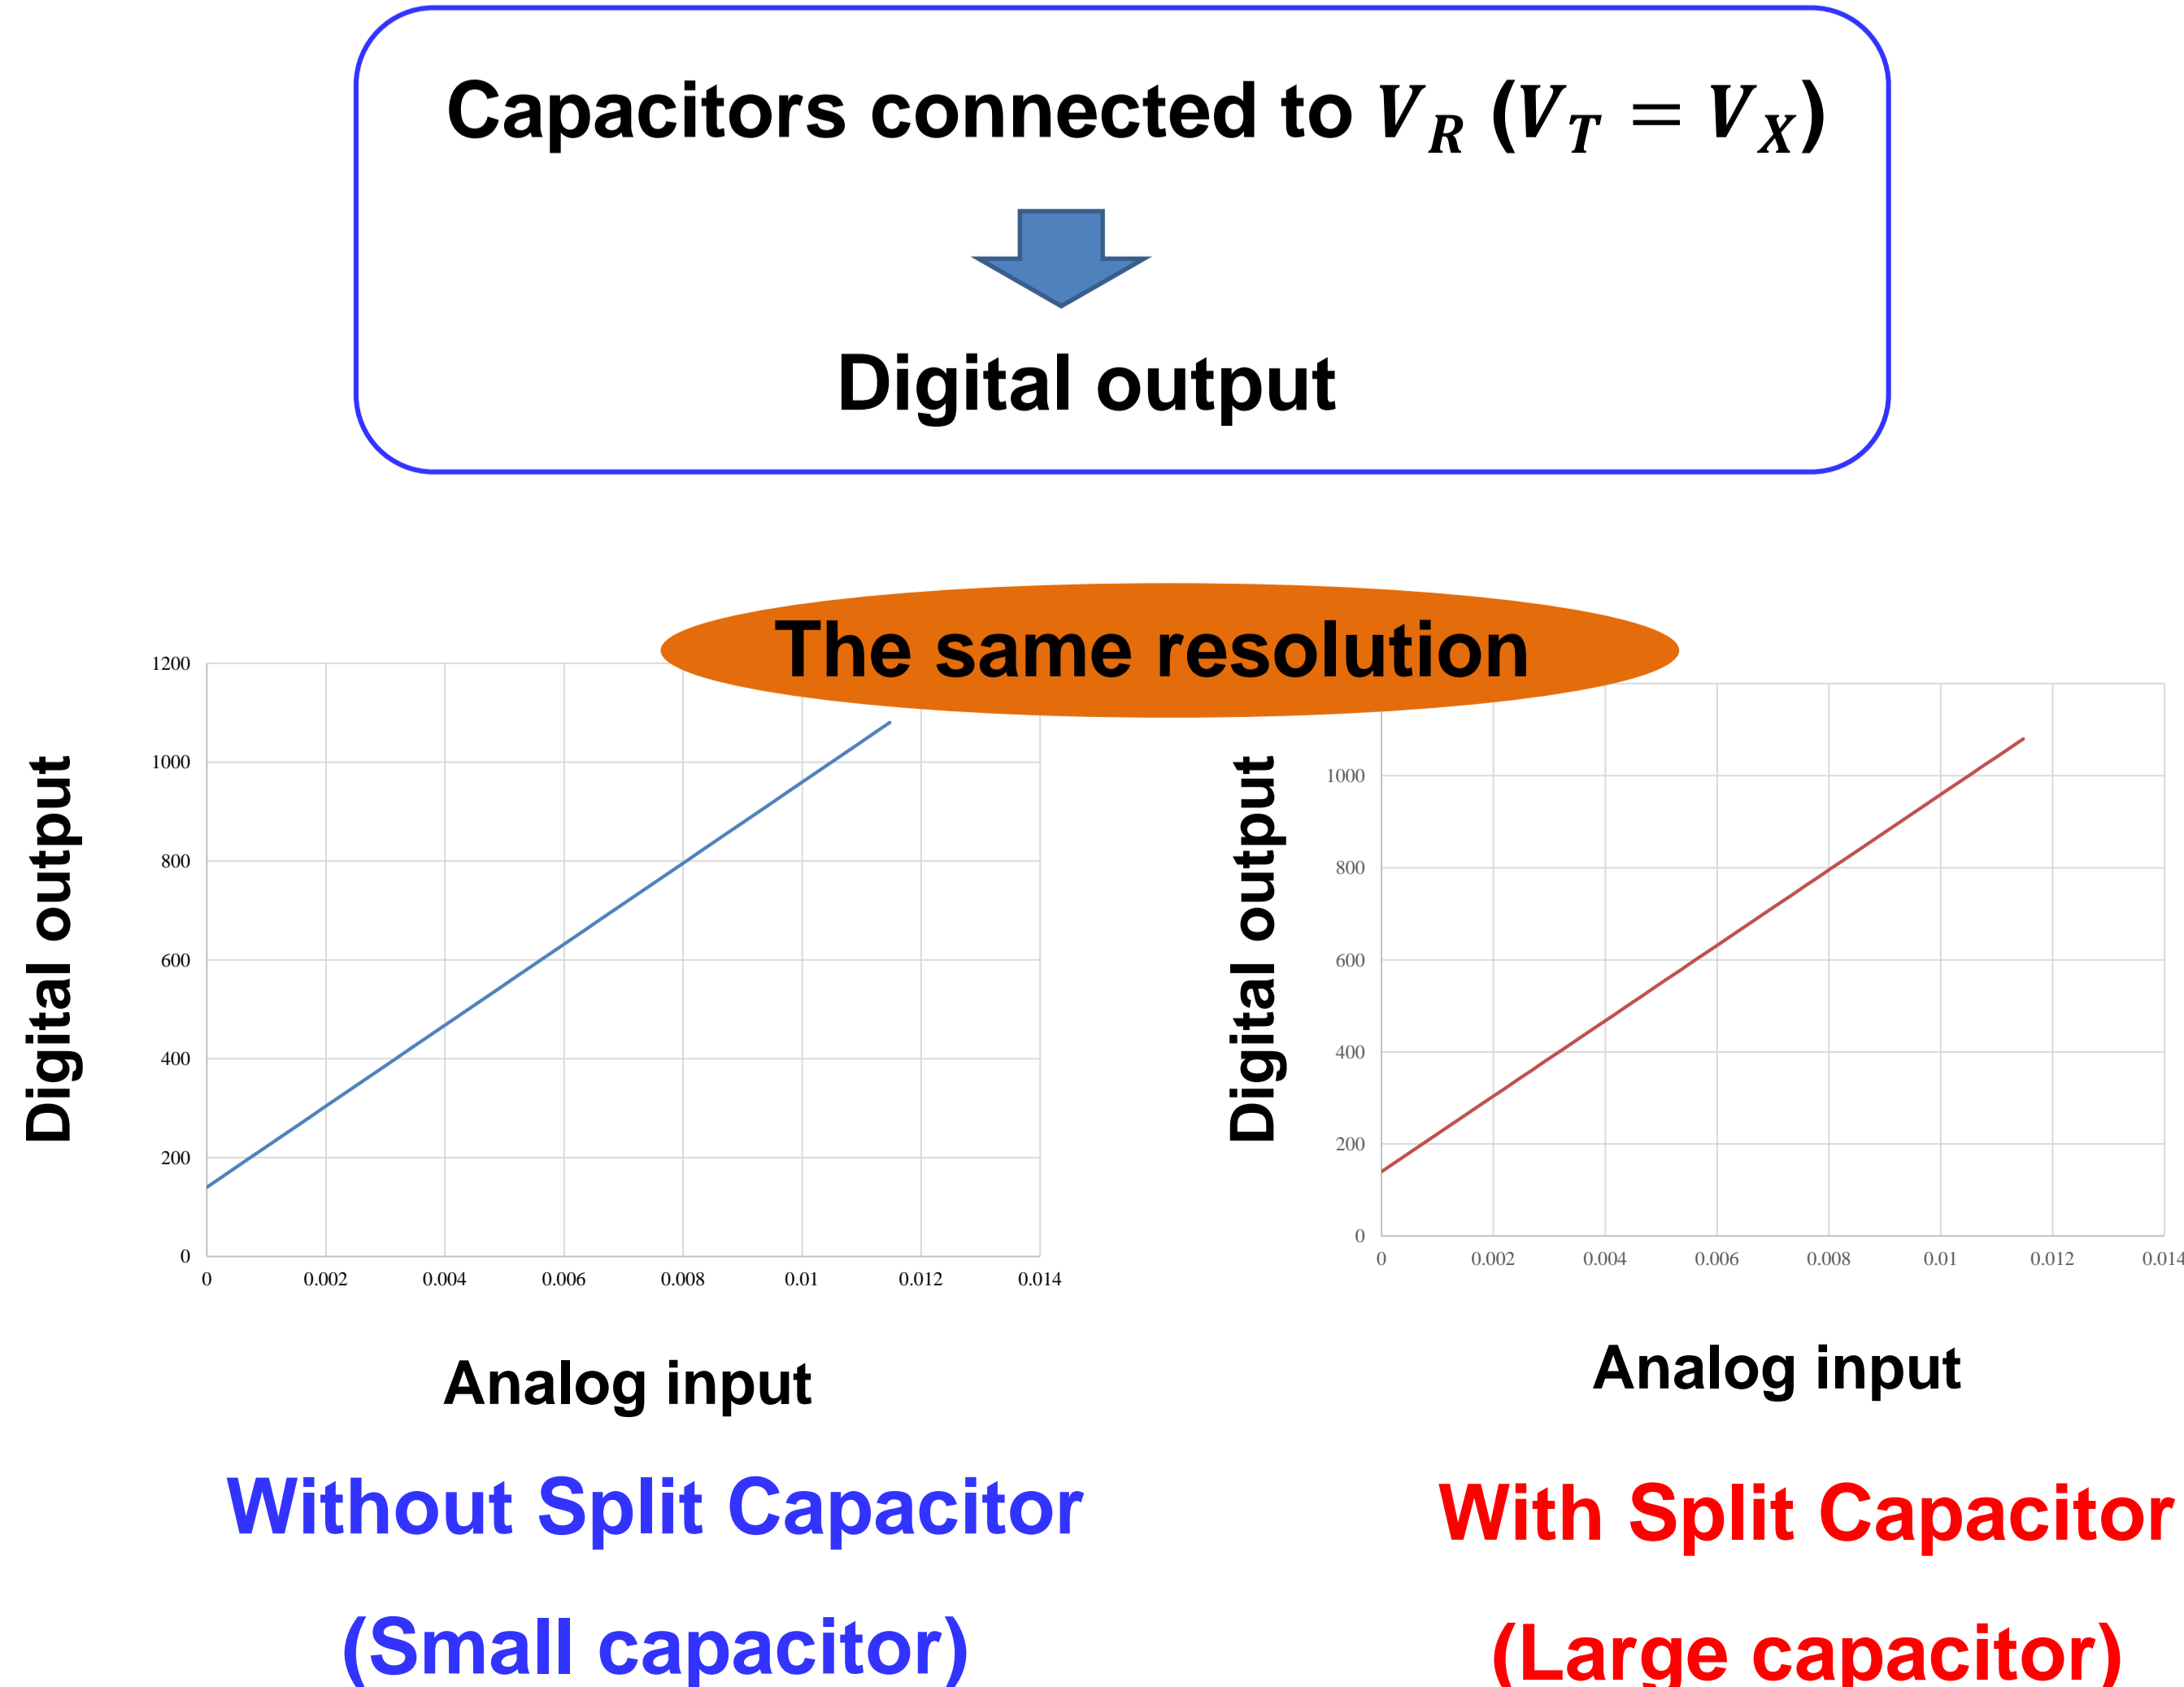 Capacitors connected to V_R (V_T = V_X)
Digital output
The same resolution
1200
1000
800
600
400
200
0
0 0.002 0.004 0.006 0.008 0.01 0.012 0.014
Digital output
Analog input
Without Split Capacitor
(Small capacitor)
1000
800
600
400
200
0
0 0.002 0.004 0.006 0.008 0.01 0.012 0.014
Digital output
Analog input
With Split Capacitor
(Large capacitor)